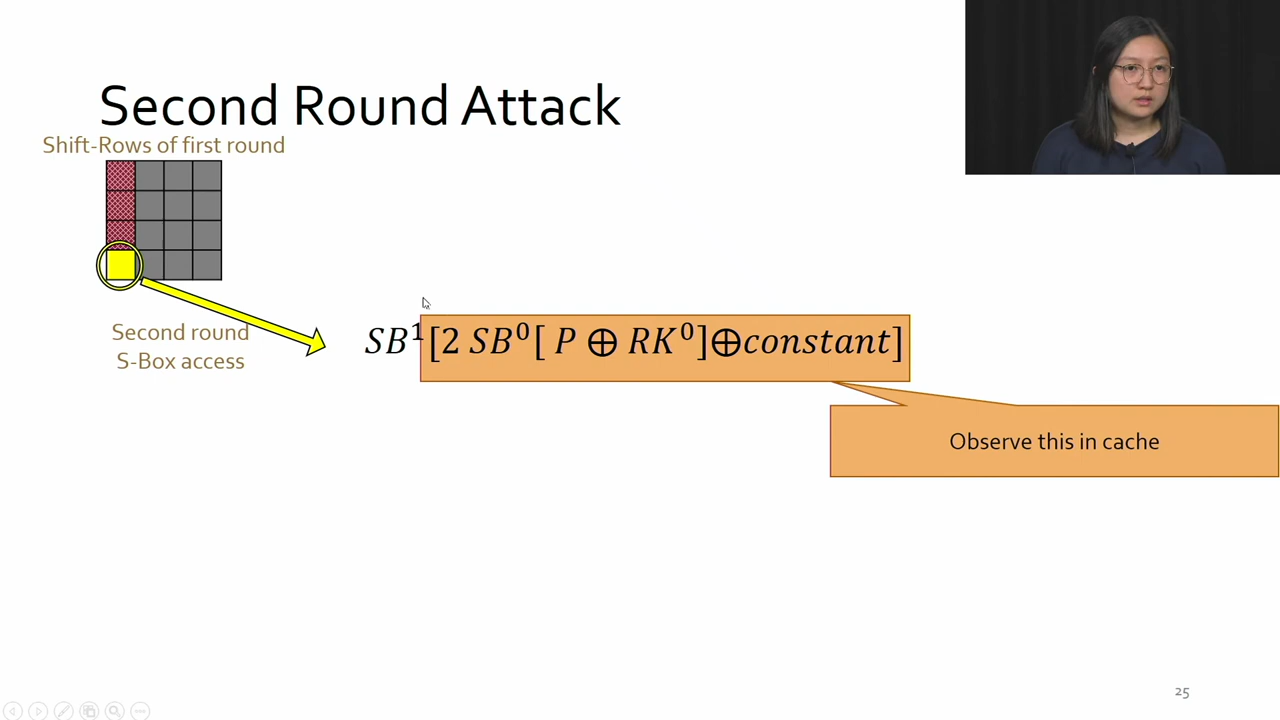 Second Round Attack
Shift-Rows of first round
Second round
S-Box access
SB¹[2 SB⁰[ P ⊕ RK⁰]⊕constant]
Observe this in cache
25